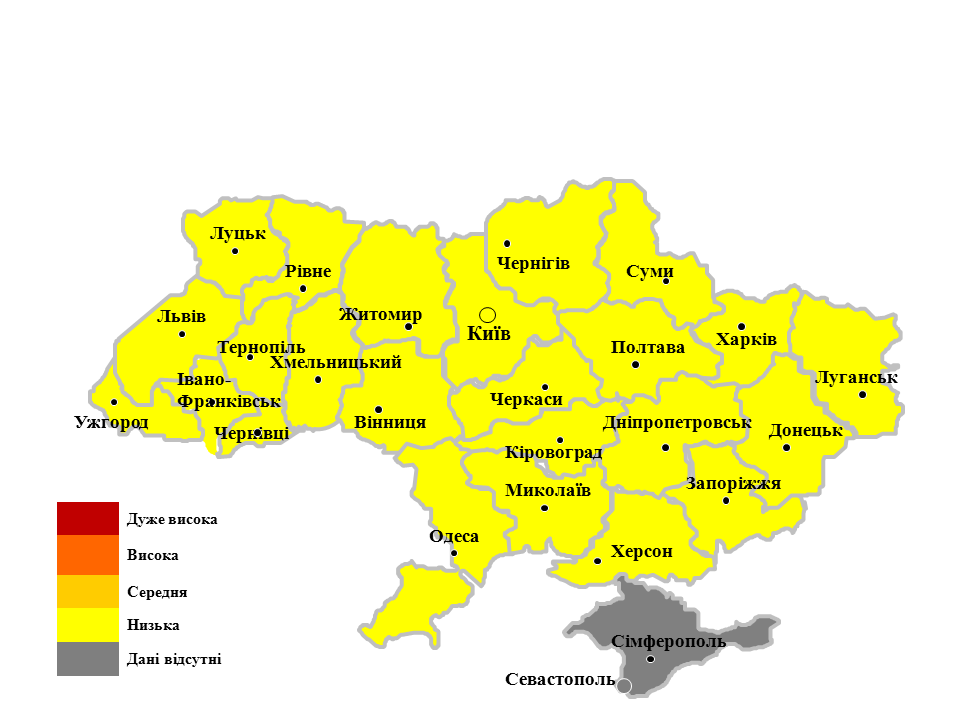 Луцьк
Рівне
Чернігів
Суми
Львів
Житомир
Київ
Тернопіль
Хмельницький
Полтава
Харків
Івано-
Франківськ
Луганськ
Ужгород
Чернівці
Вінниця
Черкаси
Дніпропетровськ
Донецьк
Кіровоград
Миколаїв
Запоріжжя
Одеса
Херсон
Сімферополь
Севастополь
Дуже висока
Висока
Середня
Низька
Дані відсутні